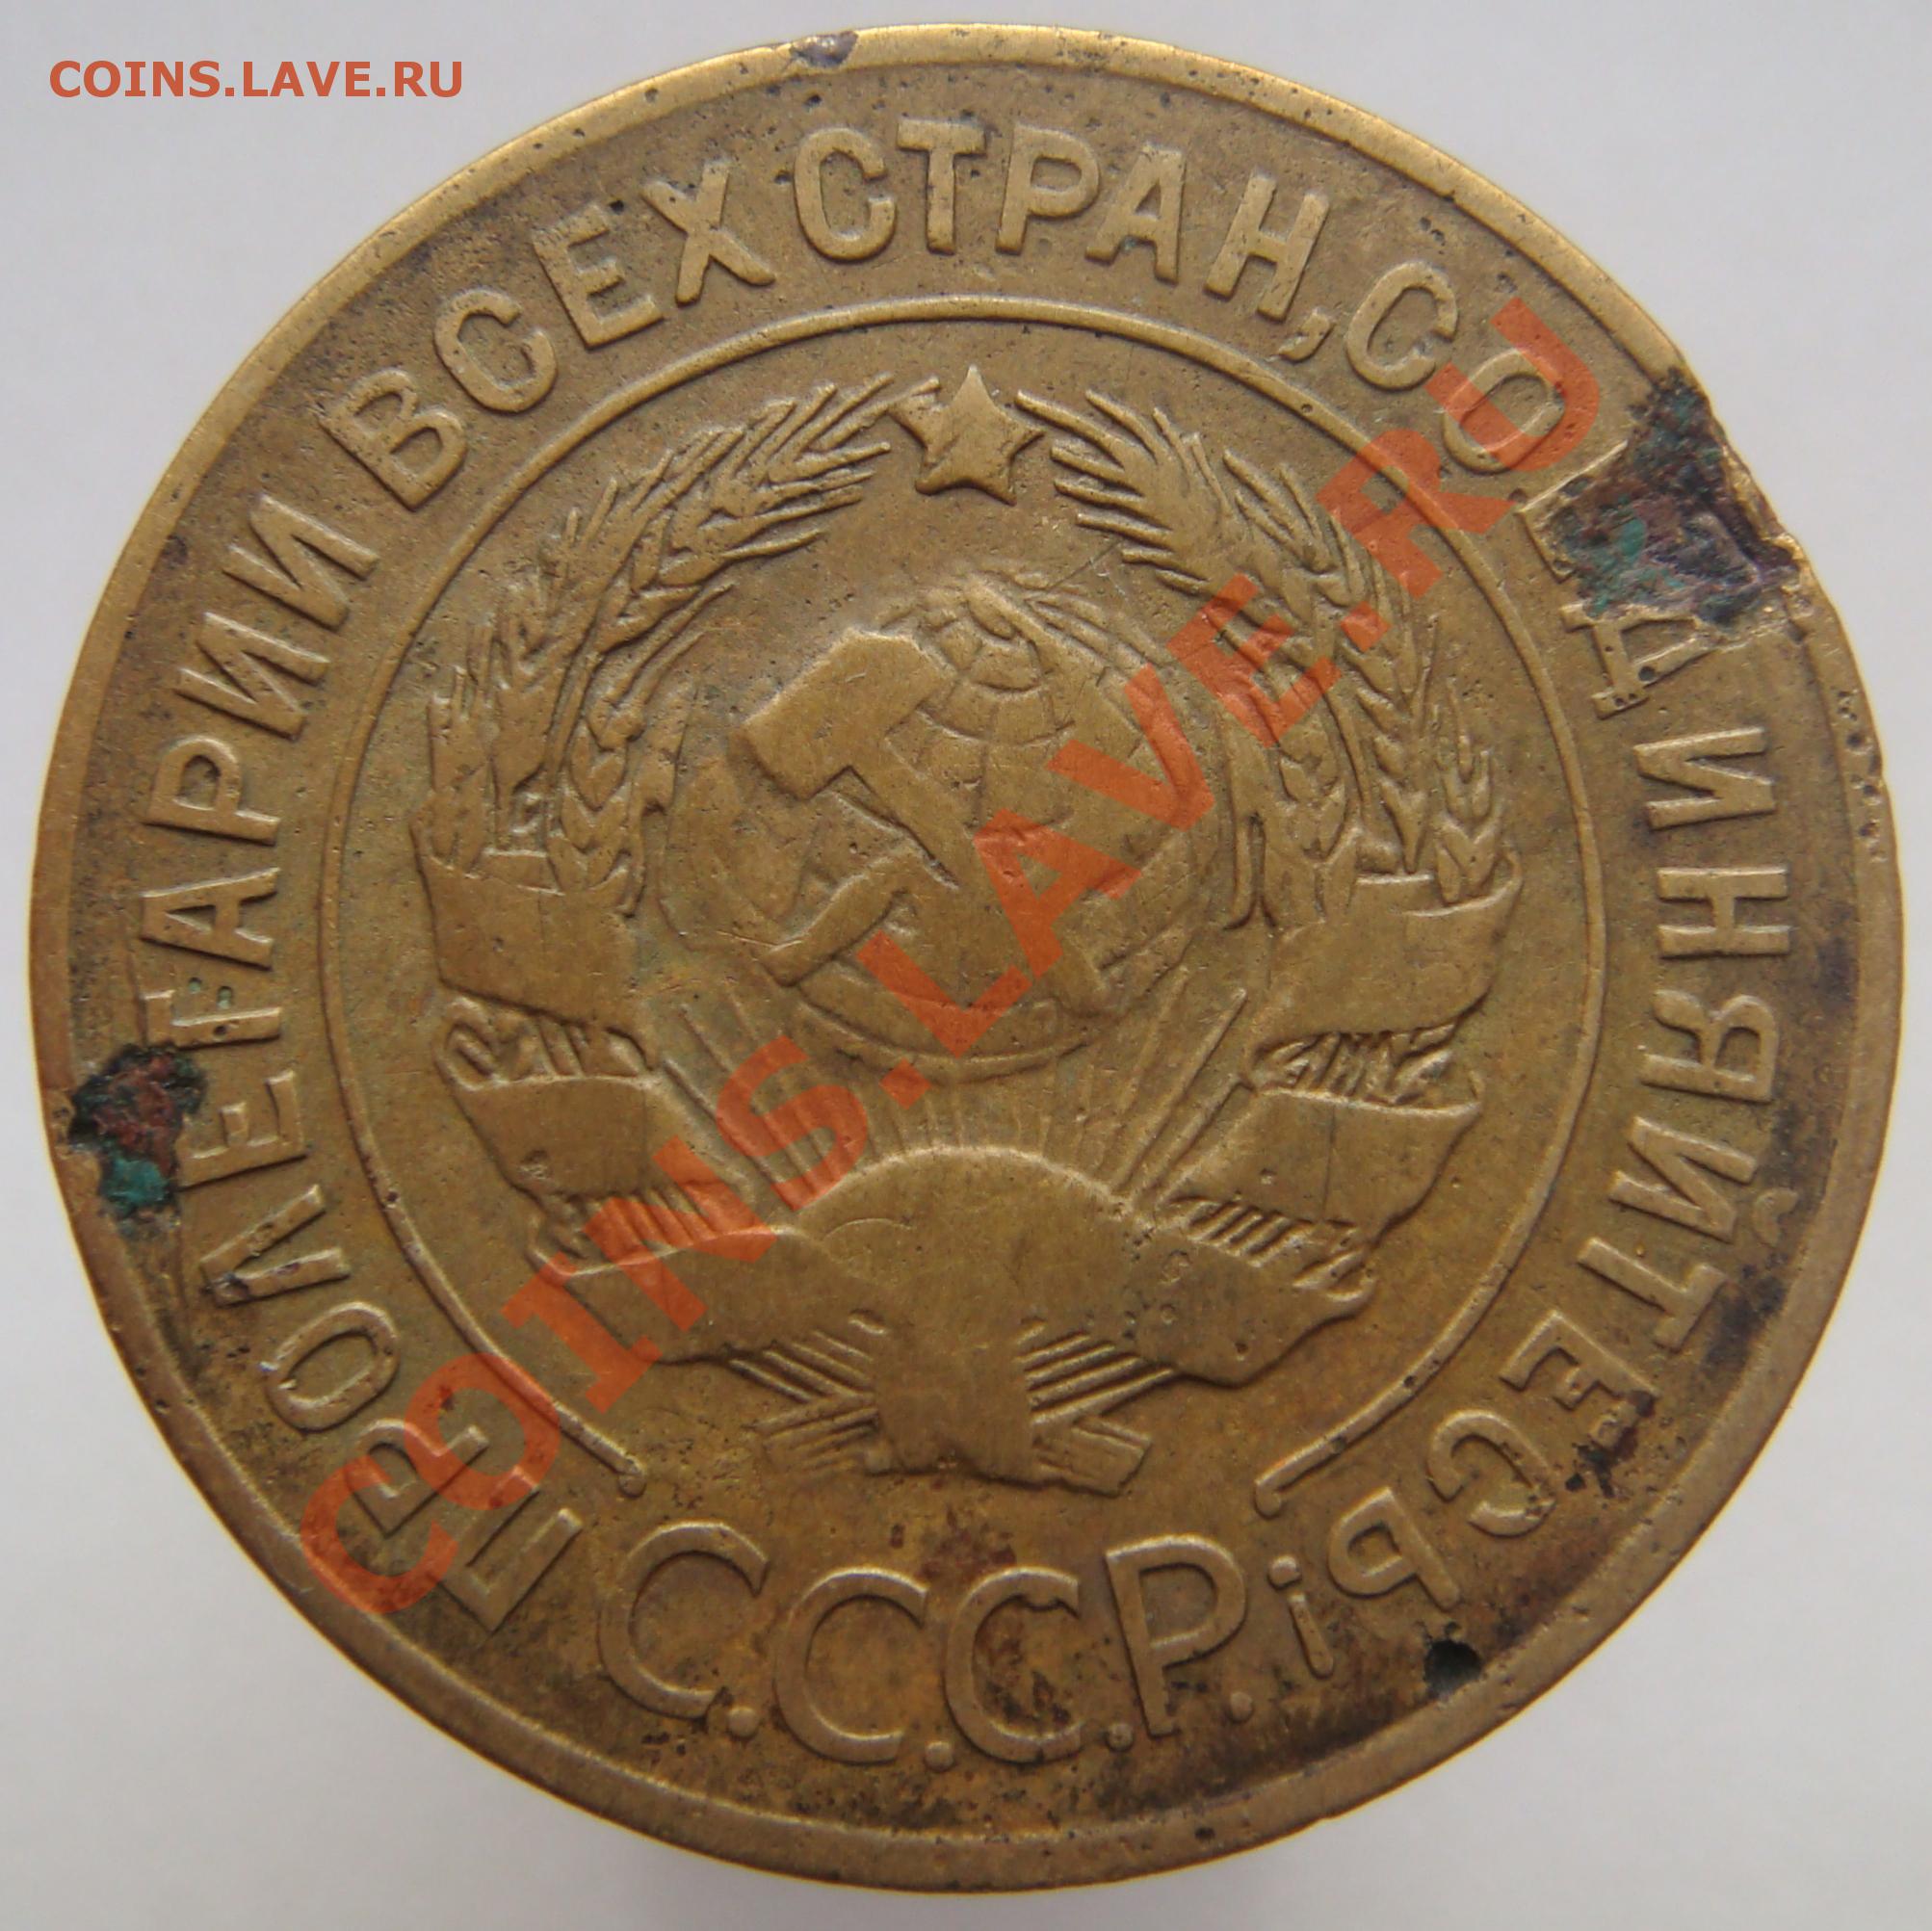 COINS.LAVE.RU
ПРОЛЕТАРИИ ВСЕХ СТРАН, СОЕДИНЯЙТЕСЬ!
С.С.С.Р.
COINS.LAVE.RU